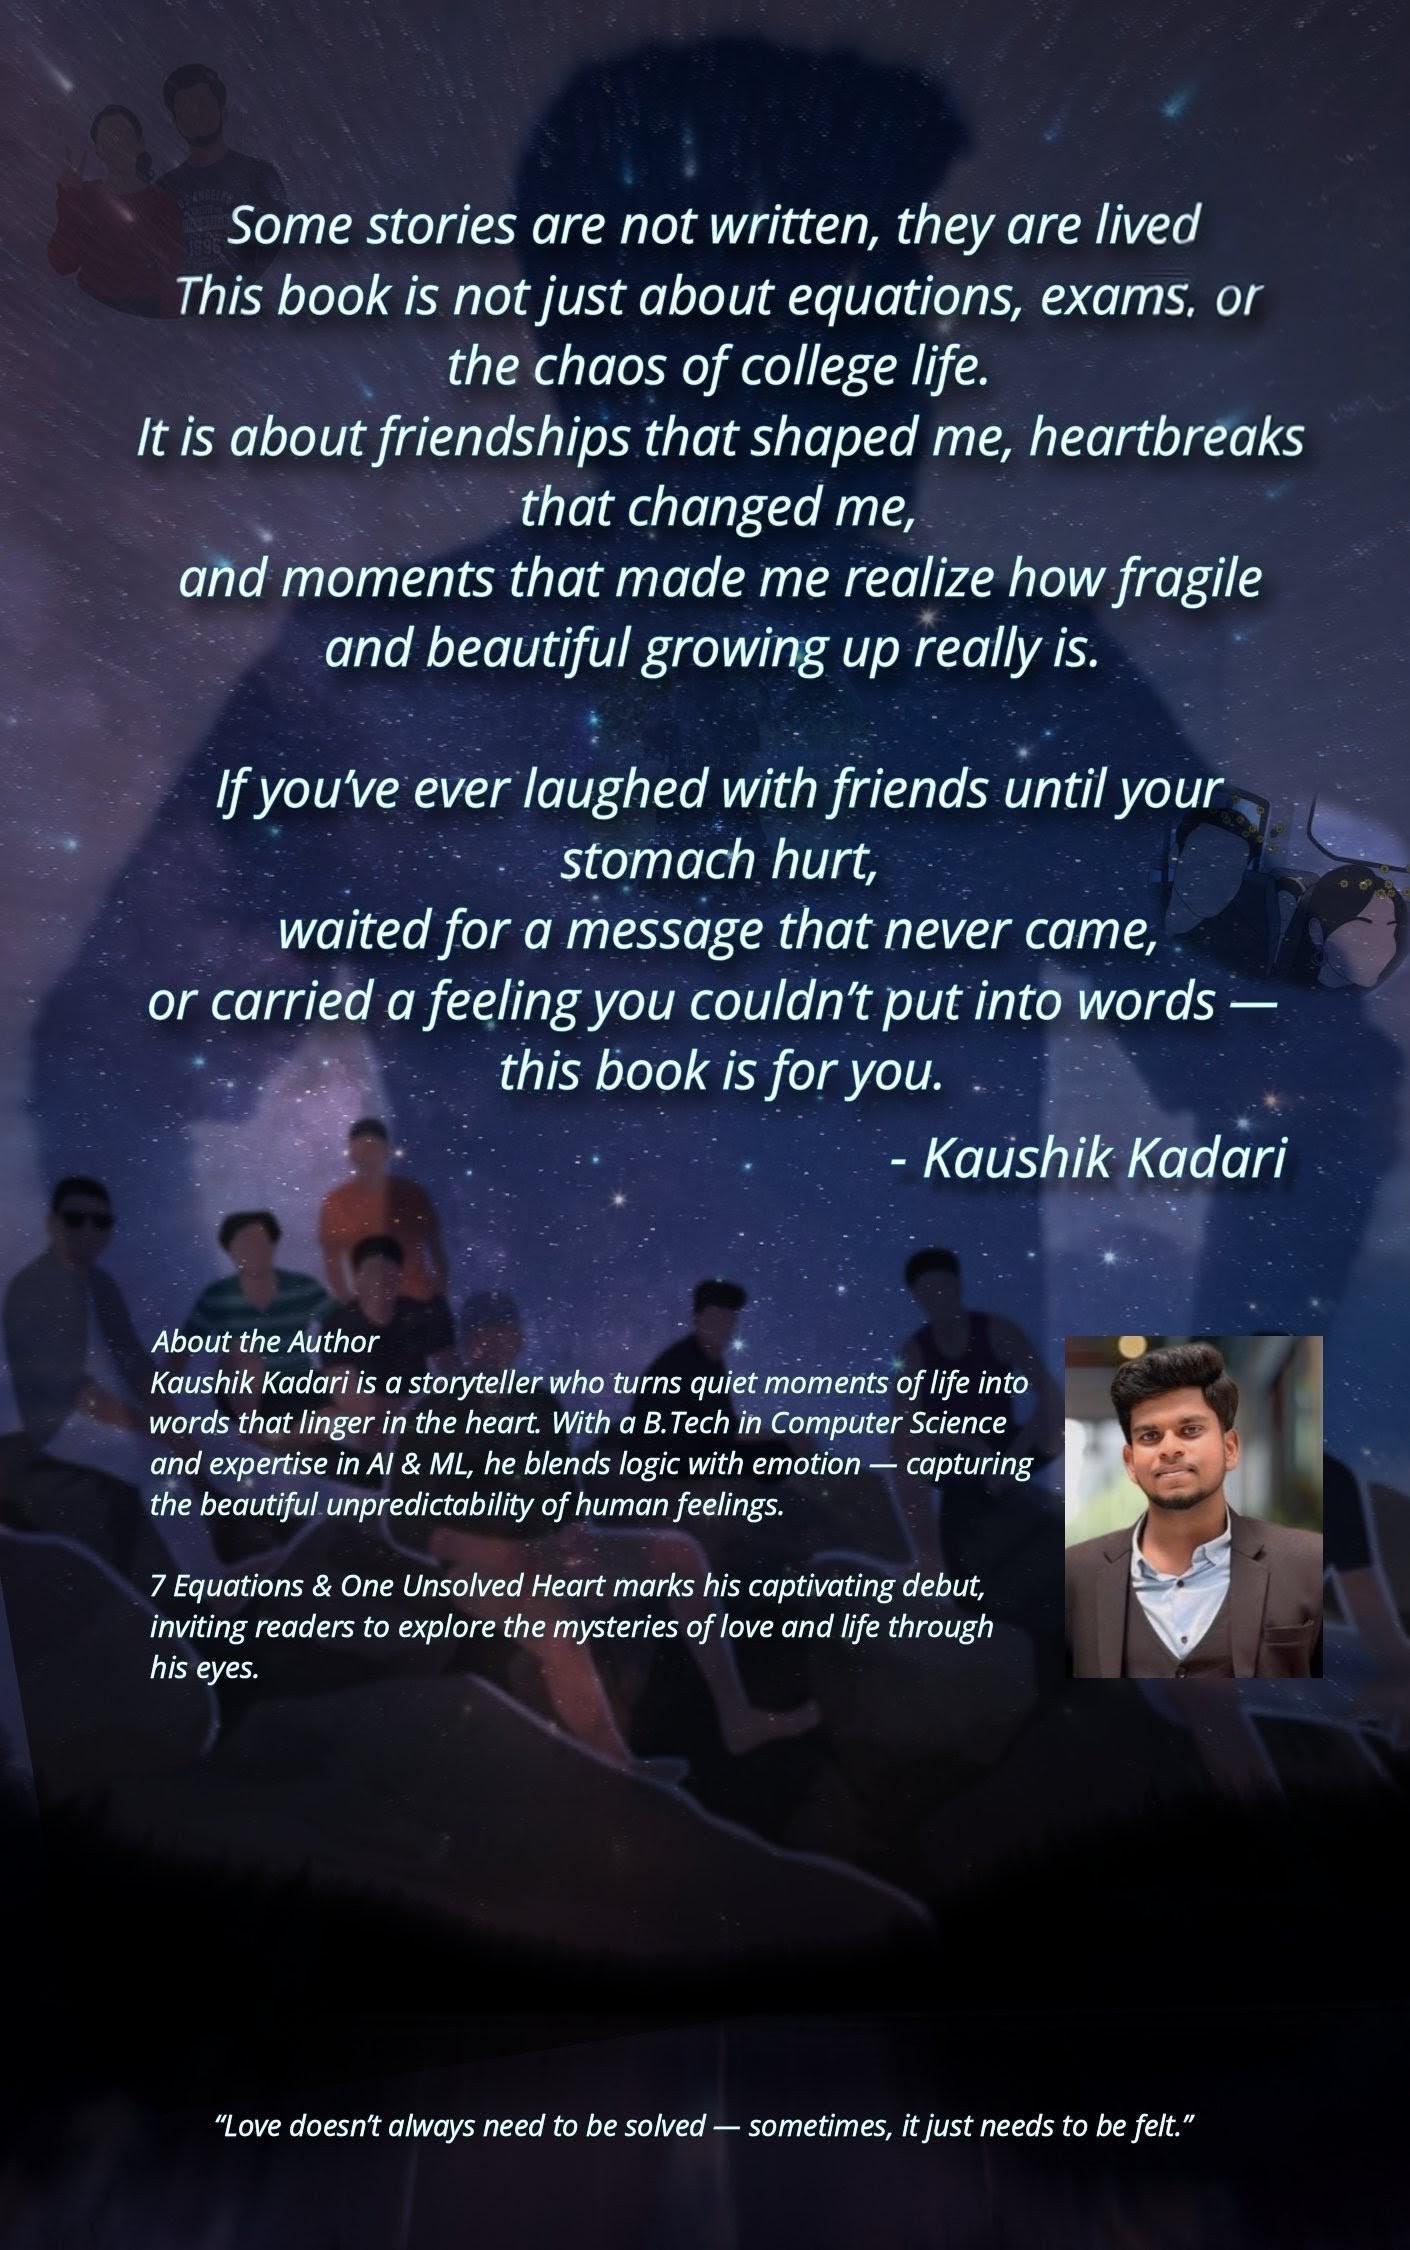 Some stories are not written, they are lived
This book is not just about equations, exams, or
the chaos of college life.
It is about friendships that shaped me, heartbreaks
that changed me,
and moments that made me realize how fragile
and beautiful growing up really is.
If you’ve ever laughed with friends until your
stomach hurt,
waited for a message that never came,
or carried a feeling you couldn’t put into words —
this book is for you.
- Kaushik Kadari
About the Author
Kaushik Kadari is a storyteller who turns quiet moments of life into
words that linger in the heart. With a B.Tech in Computer Science
and expertise in AI & ML, he blends logic with emotion — capturing
the beautiful unpredictability of human feelings.
7 Equations & One Unsolved Heart marks his captivating debut,
inviting readers to explore the mysteries of love and life through
his eyes.
“Love doesn’t always need to be solved — sometimes, it just needs to be felt.”